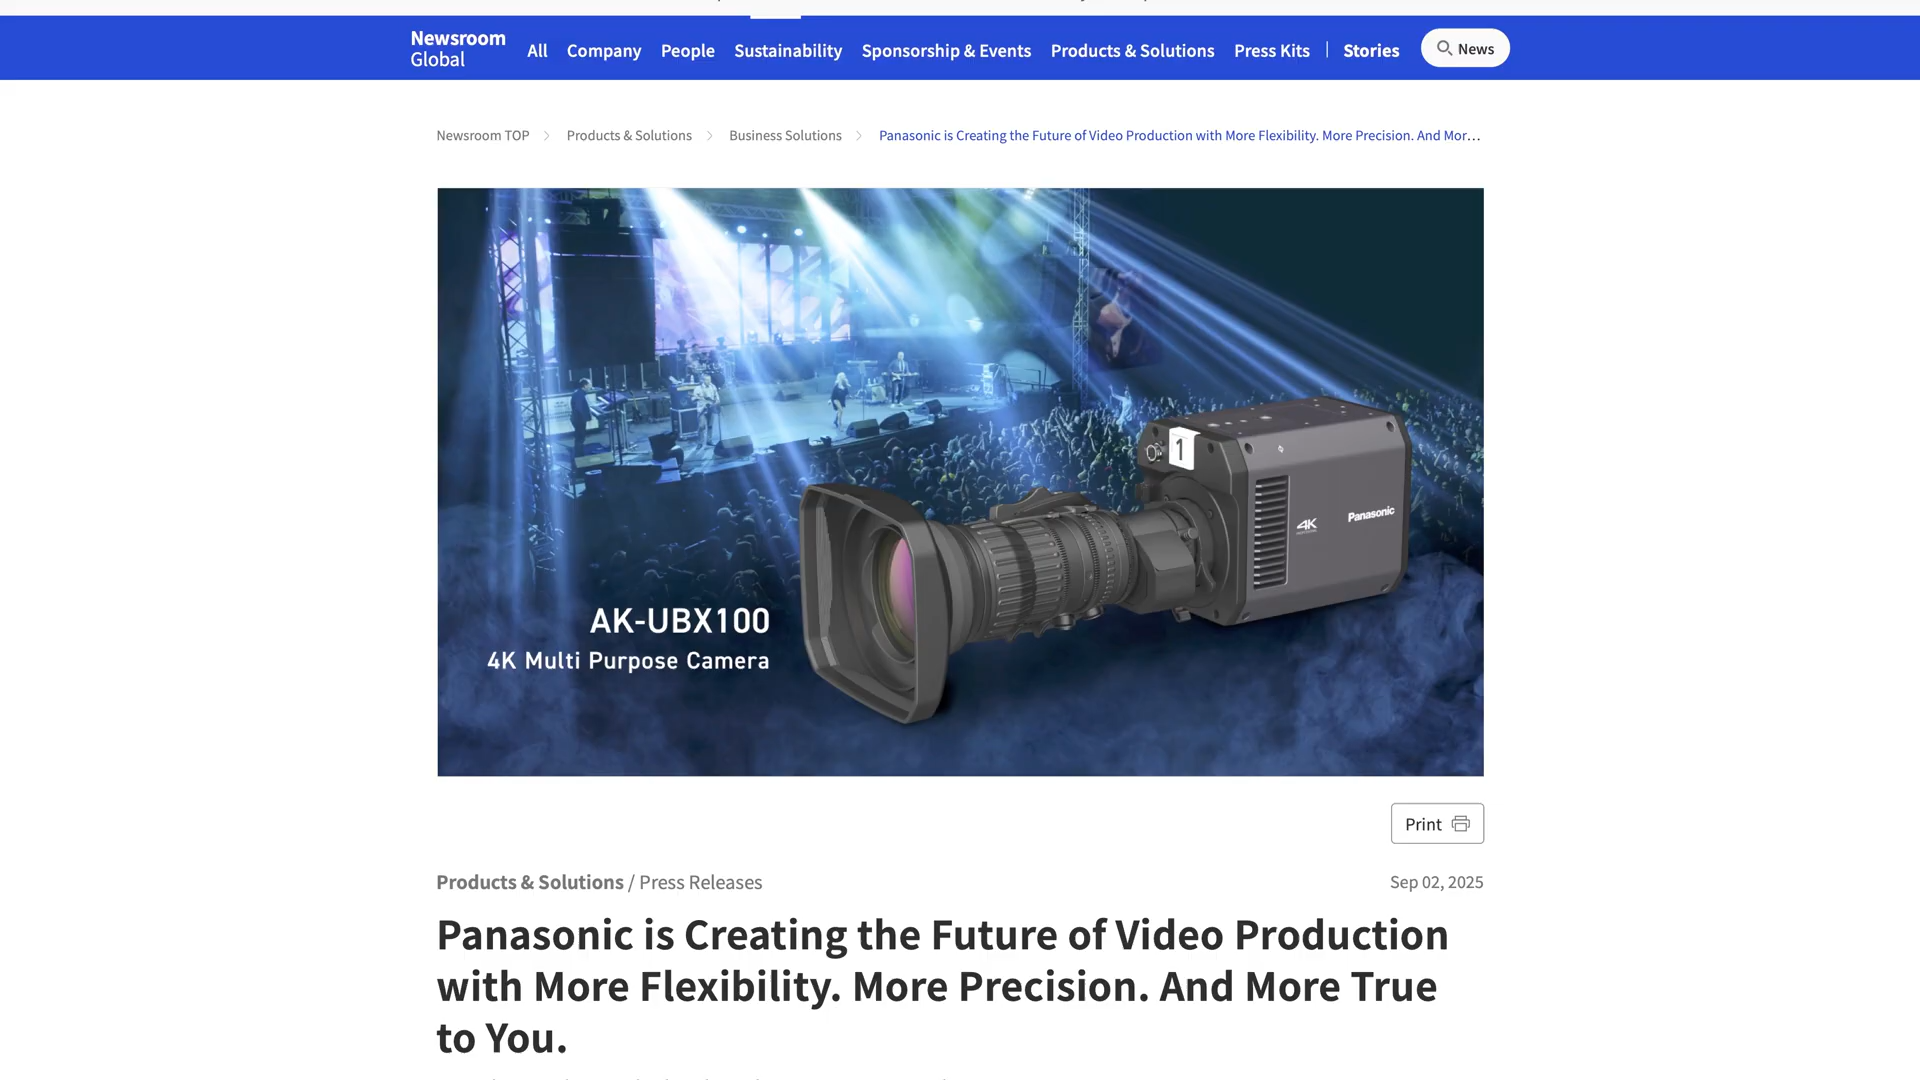 Newsroom
Global
All Company People Sustainability Sponsorship & Events Products & Solutions Press Kits | Stories News
Newsroom TOP > Products & Solutions > Business Solutions > Panasonic is Creating the Future of Video Production with More Flexibility. More Precision. And Mor...
1
4K
Panasonic
AK-UBX100
4K Multi Purpose Camera
Print
Products & Solutions / Press Releases
Sep 02, 2025
Panasonic is Creating the Future of Video Production
with More Flexibility. More Precision. And More True
to You.